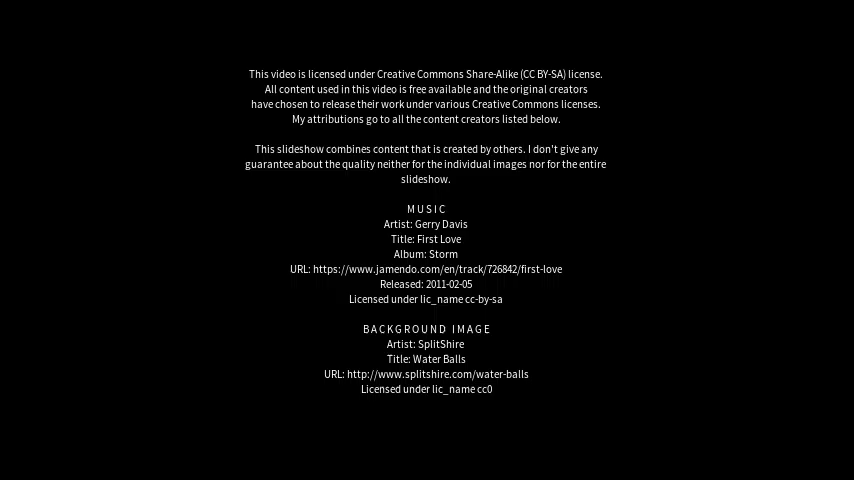 This video is licensed under Creative Commons Share-Alike (CC BY-SA) license.
All content used in this video is free available and the original creators
have chosen to release their work under various Creative Commons licenses.
My attributions go to all the content creators listed below.
This slideshow combines content that is created by others. I don't give any
guarantee about the quality neither for the individual images nor for the entire
slideshow.
MUSIC
Artist: Gerry Davis
Title: First Love
Album: Storm
URL: https://www.jamendo.com/en/track/726842/first-love
Released: 2011-02-05
Licensed under lic_name cc-by-sa
BACKGROUND IMAGE
Artist: SplitShire
Title: Water Balls
URL: http://www.splitshire.com/water-balls
Licensed under lic_name cc0